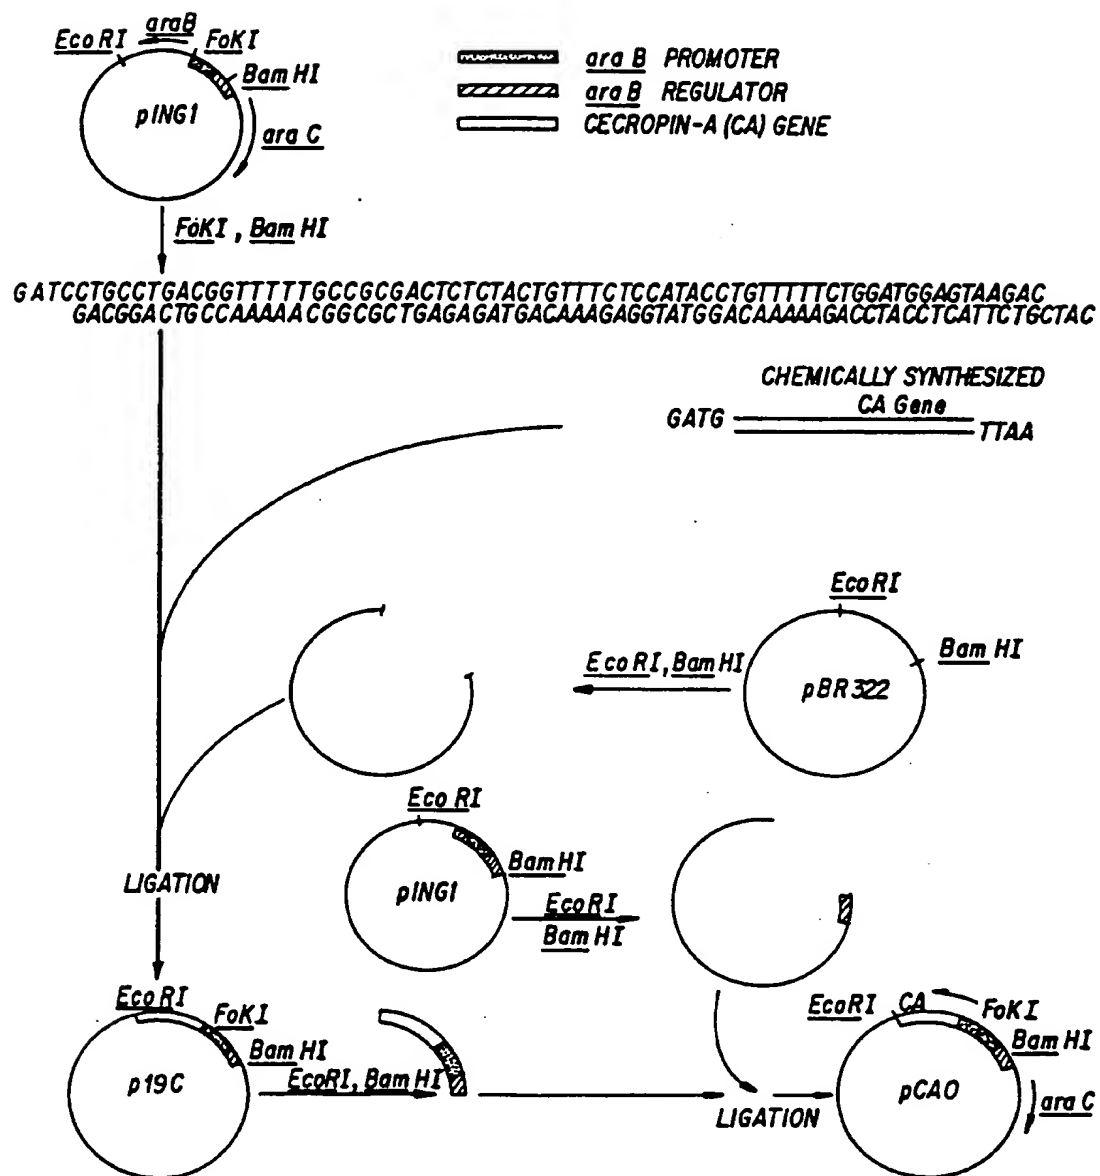 araB
EcoRI
FoKI
BamHI
pING1
ara C
ara B PROMOTER
ara B REGULATOR
CECROPIN-A (CA) GENE
FoKI, BamHI
GATCCTGCCTGACGGTTTTTGCCGCGACTCTCTACTGTTTCTCCATACCTGTTTTTCTGGATGGAGTAAGAC
GACGGACTGCCAAAAACGGCGCTGAGAGATGACAAAGAGGTATGGACAAAAAGACCTACCTCATTCTGCTAC
CHEMICALLY SYNTHESIZED
CA Gene
GATG
TTAA
EcoRI
BamHI
EcoRI, BamHI
pBR322
EcoRI
BamHI
pING1
EcoRI
BamHI
LIGATION
EcoRI
FoKI
BamHI
p19C
EcoRI, BamHI
LIGATION
EcoRI
CA
FoKI
BamHI
pCAO
ara C